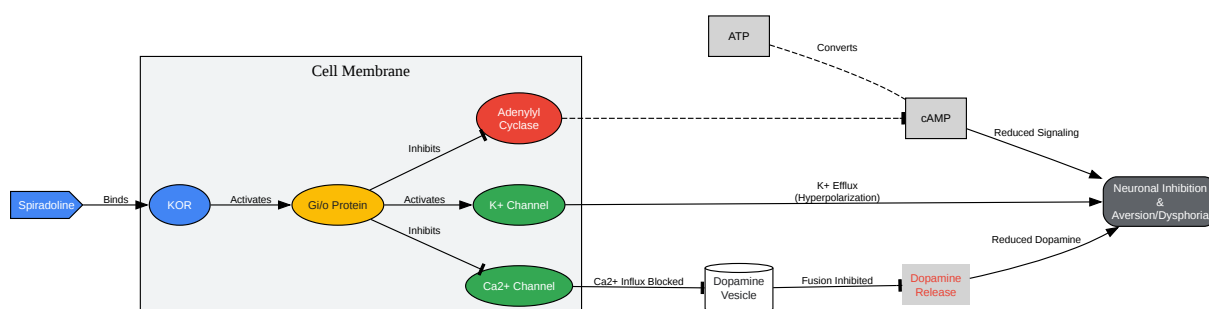 Cell Membrane
ATP
Converts
Adenylyl
Cyclase
cAMP
Inhibits
Reduced Signaling
Spiradoline
Binds
KOR
Activates
Gi/o Protein
Activates
K+ Channel
K+ Efflux
(Hyperpolarization)
Neuronal Inhibition
&
Aversion/Dysphoria
Inhibits
Reduced Dopamine
Ca2+ Channel
Ca2+ Influx Blocked
Dopamine
Vesicle
Fusion Inhibited
Dopamine
Release